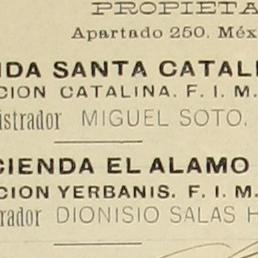 PROPIETA
Apartado 250. Méx
NDA SANTA CATALI
CION CATALINA. F. I. M.
istrador MIGUEL SOTO.
CIENDA EL ALAMO
CION YERBANIS. F. I. M.
rador DIONISIO SALAS H